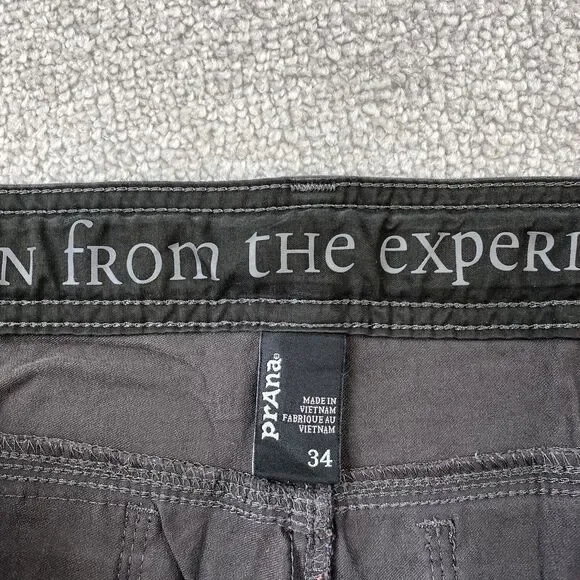 N from the experi
prAna®
MADE IN
VIETNAM
FABRIQUE AU
VIETNAM
34